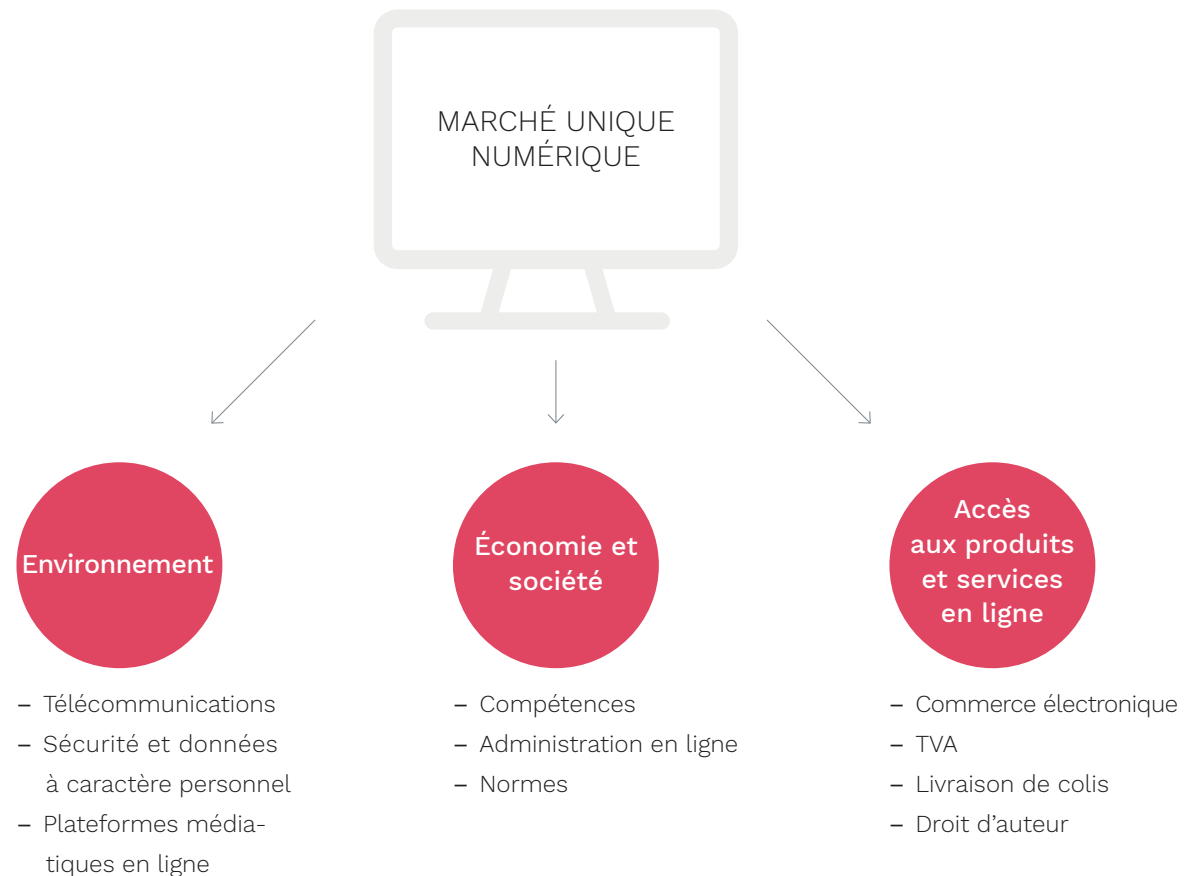 MARCHÉ UNIQUE
NUMÉRIQUE
Environnement
– Télécommunications
– Sécurité et données
à caractère personnel
– Plateformes média-
tiques en ligne
Économie et
société
– Compétences
– Administration en ligne
– Normes
Accès
aux produits
et services
en ligne
– Commerce électronique
– TVA
– Livraison de colis
– Droit d’auteur